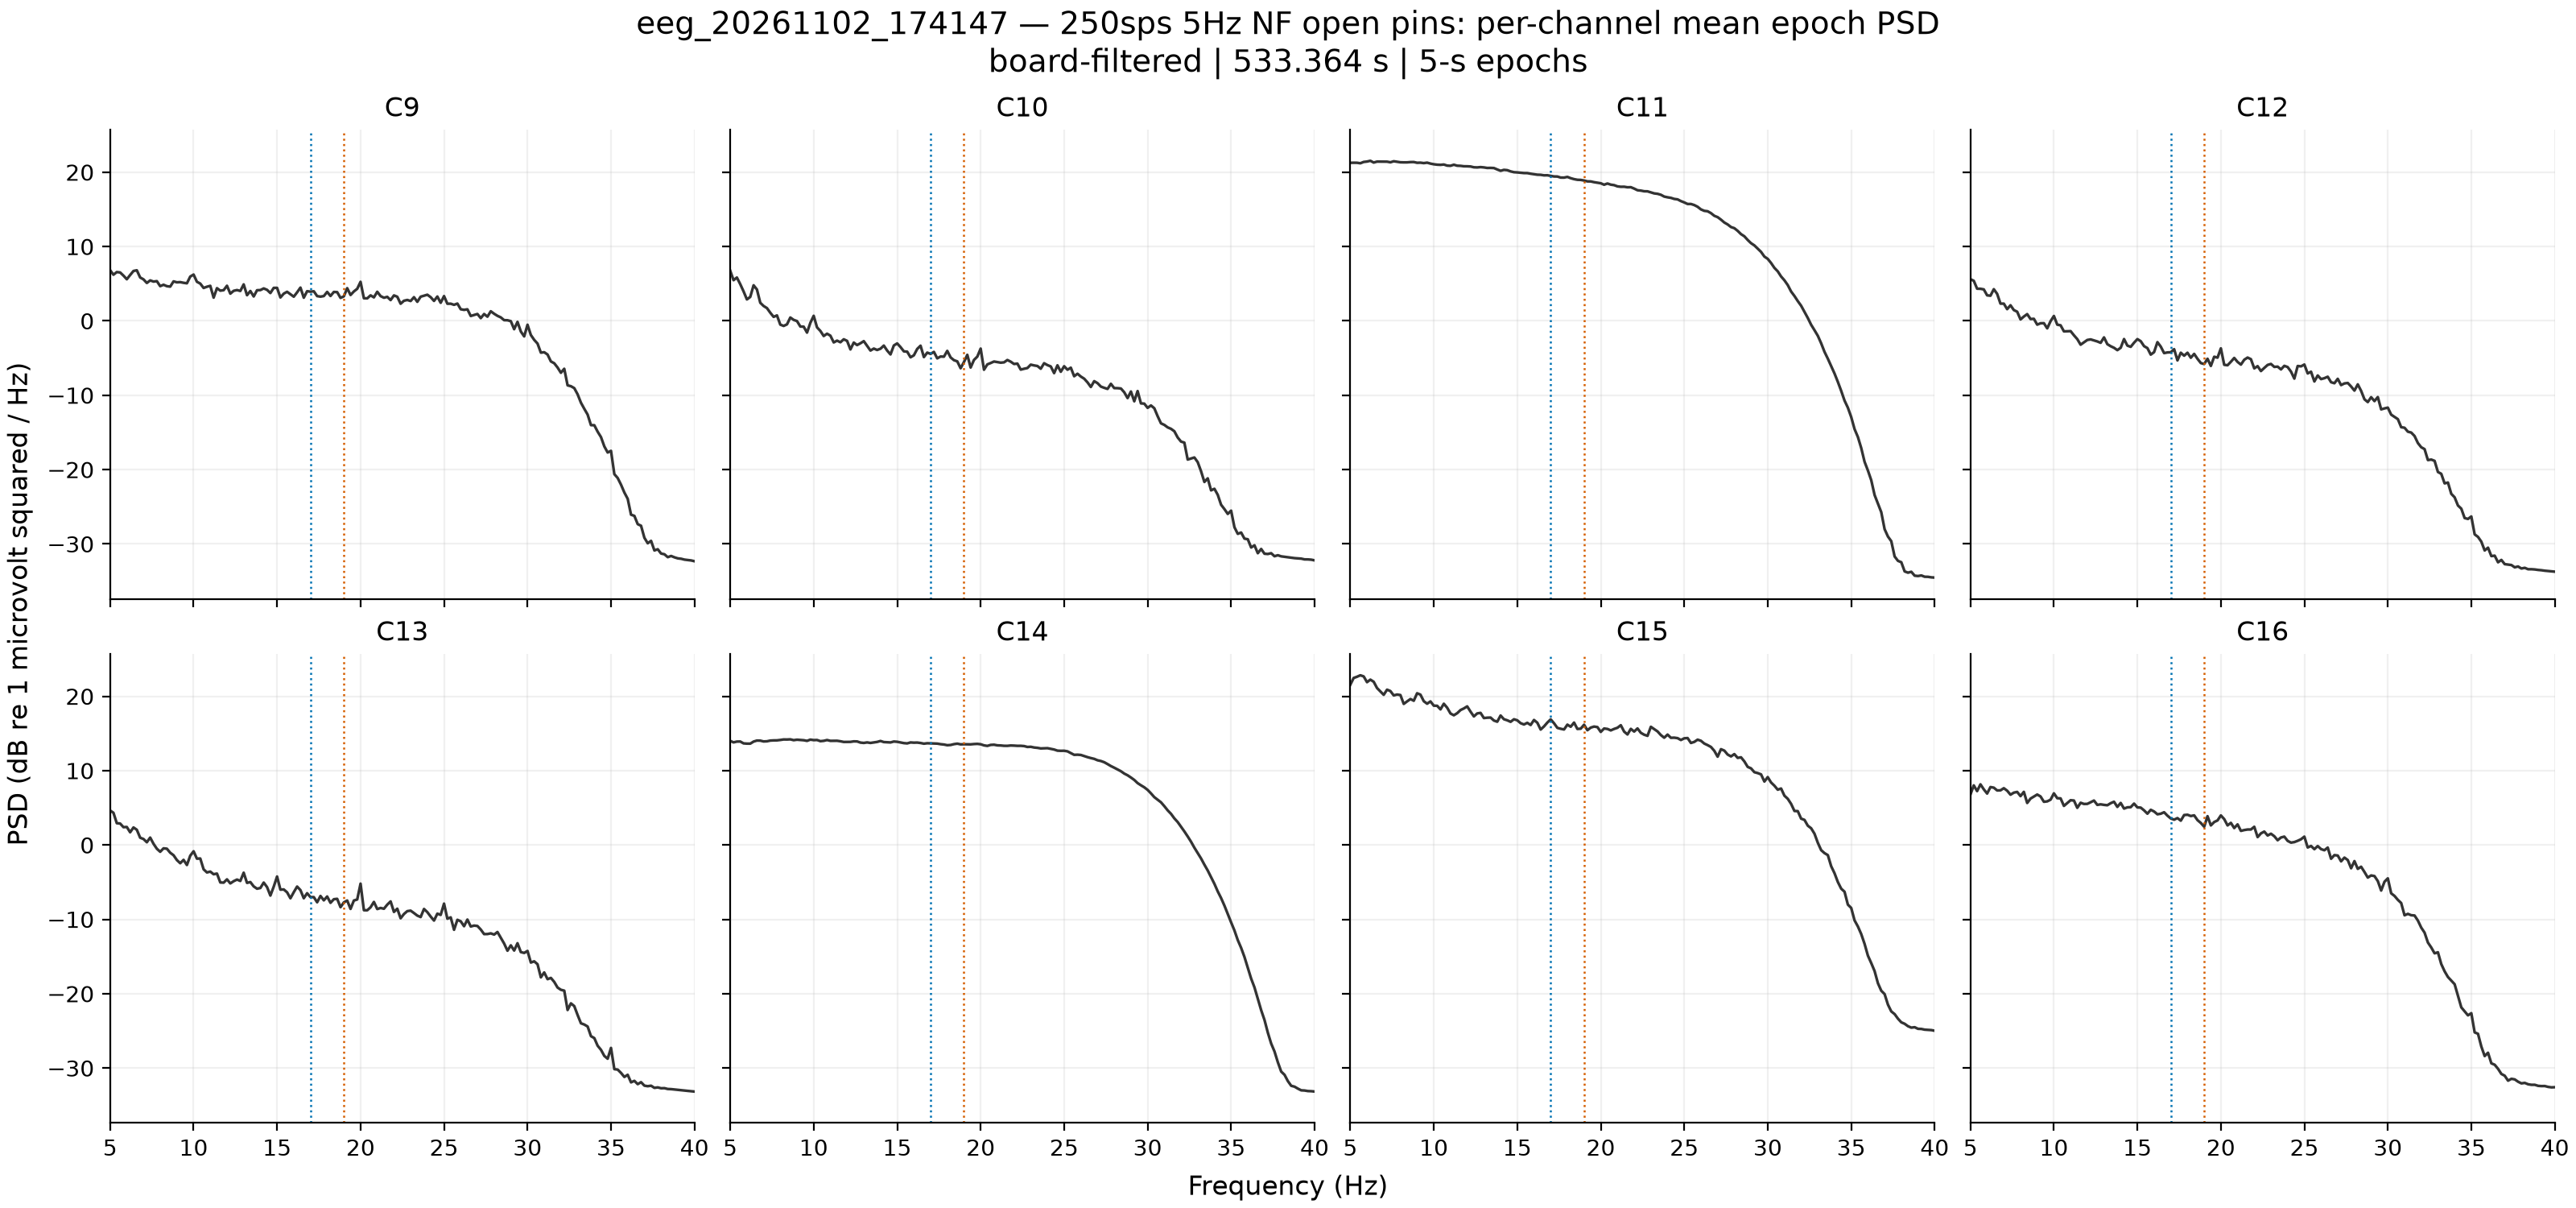 eeg_20261102_174147 — 250sps 5Hz NF open pins: per-channel mean epoch PSD
board-filtered | 533.364 s | 5-s epochs
C9
C10
C11
C12
20
10
0
−10
−20
−30
PSD (dB re 1 microvolt squared / Hz)
C13
C14
C15
C16
20
10
0
−10
−20
−30
5 10 15 20 25 30 35 40
5 10 15 20 25 30 35 40
5 10 15 20 25 30 35 40
5 10 15 20 25 30 35 40
Frequency (Hz)